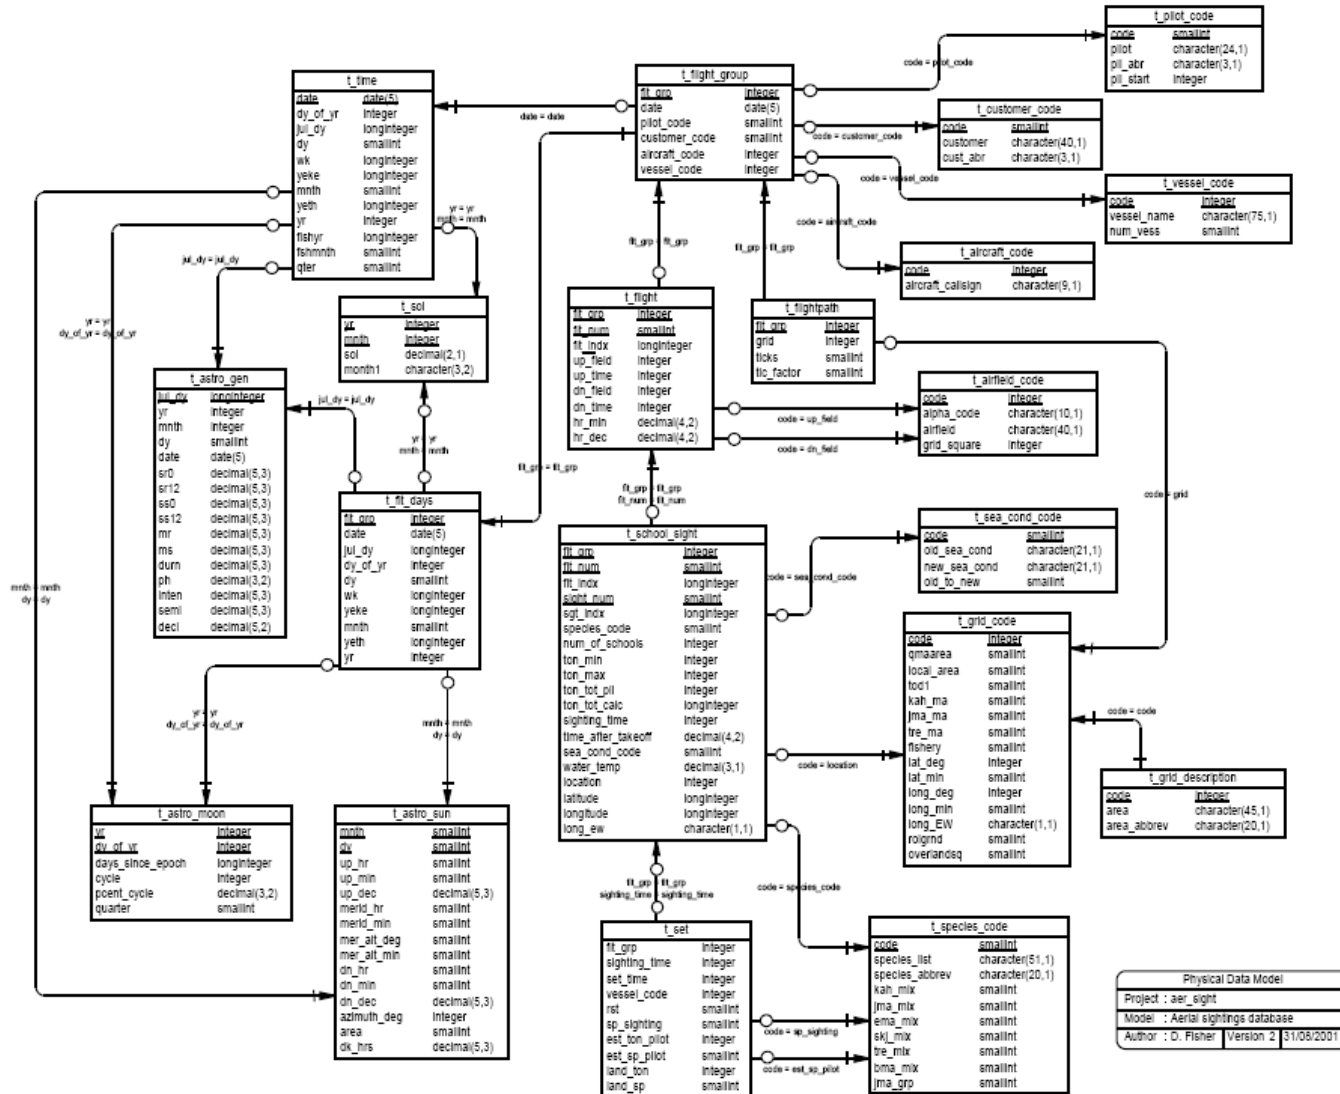 t_pilot_code
code smallint
pilot character(24,1)
pil_abr character(3,1)
pil_start integer
t_time
date date(5)
dy_of_yr integer
jul_dy longinteger
dy smallint
wk longinteger
yeke longinteger
mnth smallint
yeth longinteger
yr integer
fishyr longinteger
fshmnth smallint
qter smallint
t_flight_group
flt_grp integer
date date(5)
pilot_code smallint
customer_code smallint
aircraft_code integer
vessel_code integer
code = pilot_code
date = date
t_customer_code
code smallint
customer character(40,1)
cust_abr character(3,1)
code = customer_code
code = vessel_code
t_vessel_code
code integer
vessel_name character(75,1)
num_vess smallint
code = aircraft_code
t_aircraft_code
code integer
aircraft_callsign character(9,1)
yr = yr
mnth = mnth
flt_grp = flt_grp
flt_grp = flt_grp
jul_dy = jul_dy
t_sol
yr integer
mnth integer
sol decimal(2,1)
month1 character(3,2)
t_flight
flt_grp integer
flt_num smallint
flt_indx longinteger
up_field integer
up_time integer
dn_field integer
dn_time integer
hr_min decimal(4,2)
hr_dec decimal(4,2)
t_flightpath
flt_grp integer
grid integer
ticks smallint
tic_factor smallint
yr = yr
dy_of_yr = dy_of_yr
t_astro_gen
jul_dy longinteger
yr integer
mnth integer
dy smallint
date date(5)
sr0 decimal(5,3)
sr12 decimal(5,3)
ss0 decimal(5,3)
ss12 decimal(5,3)
mr decimal(5,3)
ms decimal(5,3)
durn decimal(5,3)
ph decimal(3,2)
inten decimal(5,3)
semi decimal(5,3)
decl decimal(5,2)
jul_dy = jul_dy
t_airfield_code
code integer
alpha_code character(10,1)
airfield character(40,1)
grid_square integer
code = up_field
code = dn_field
yr = yr
mnth = mnth
flt_grp = flt_grp
flt_grp = flt_grp
flt_num = flt_num
code = grid
t_flt_days
flt_grp integer
date date(5)
jul_dy longinteger
dy_of_yr integer
dy smallint
wk longinteger
yeke longinteger
mnth smallint
yeth longinteger
yr integer
t_school_sight
flt_grp integer
flt_num smallint
flt_indx longinteger
sight_num smallint
sgt_indx longinteger
species_code smallint
num_of_schools integer
ton_min integer
ton_max integer
ton_tot_pil integer
ton_tot_calc longinteger
sighting_time integer
time_after_takeoff decimal(4,2)
sea_cond_code smallint
water_temp decimal(3,1)
location integer
latitude longinteger
longitude longinteger
long_ew character(1,1)
t_sea_cond_code
code smallint
old_sea_cond character(21,1)
new_sea_cond character(21,1)
old_to_new smallint
code = sea_cond_code
mnth = mnth
dy = dy
t_grid_code
code integer
qmaarea smallint
local_area smallint
tod1 smallint
kah_ma smallint
jma_ma smallint
tre_ma smallint
fishery smallint
lat_deg integer
lat_min smallint
long_deg integer
long_min smallint
long_EW character(1,1)
rolgrnd smallint
overlandsq smallint
code = code
code = location
t_grid_description
code integer
area character(45,1)
area_abbrev character(20,1)
yr = yr
dy_of_yr = dy_of_yr
mnth = mnth
dy = dy
t_astro_moon
yr integer
dy_of_yr integer
days_since_epoch longinteger
cycle integer
pcent_cycle decimal(3,2)
quarter smallint
t_astro_sun
mnth smallint
dy smallint
up_hr smallint
up_min smallint
up_dec decimal(5,3)
merid_hr smallint
merid_min smallint
mer_alt_deg smallint
mer_alt_min smallint
dn_hr smallint
dn_min smallint
dn_dec decimal(5,3)
azimuth_deg integer
area smallint
dk_hrs decimal(5,3)
flt_grp = flt_grp
sighting_time = sighting_time
code = species_code
t_set
flt_grp integer
sighting_time integer
set_time integer
vessel_code integer
rst smallint
sp_sighting smallint
est_ton_pilot integer
est_sp_pilot smallint
land_ton integer
land_sp smallint
code = sp_sighting
code = est_sp_pilot
t_species_code
code smallint
species_list character(51,1)
species_abbrev character(20,1)
kah_mix smallint
jma_mix smallint
ema_mix smallint
skj_mix smallint
tre_mix smallint
bma_mix smallint
jma_grp smallint
Physical Data Model
Project : aer_sight
Model : Aerial sightings database
Author : D. Fisher Version 2 31/08/2001